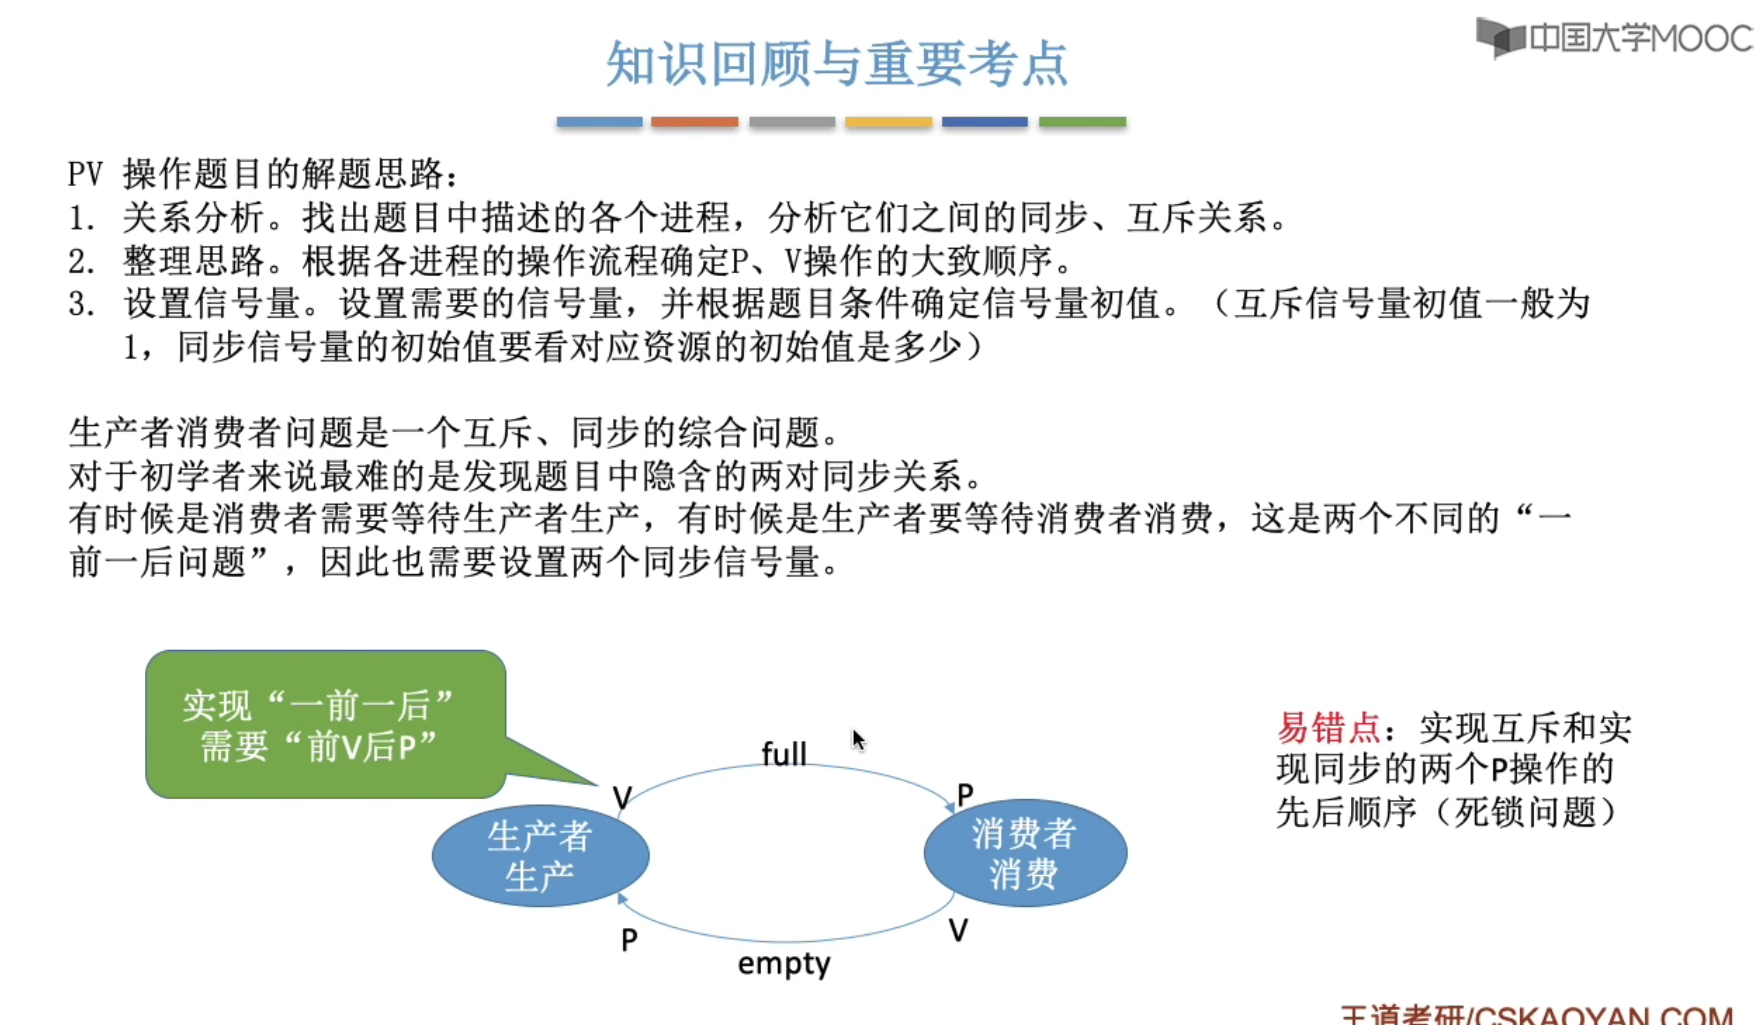 中国大学MOOC
知识回顾与重要考点
PV 操作题目的解题思路：
1. 关系分析。找出题目中描述的各个进程，分析它们之间的同步、互斥关系。
2. 整理思路。根据各进程的操作流程确定P、V操作的大致顺序。
3. 设置信号量。设置需要的信号量，并根据题目条件确定信号量初值。（互斥信号量初值一般为
1，同步信号量的初始值要看对应资源的初始值是多少）
生产者消费者问题是一个互斥、同步的综合问题。
对于初学者来说最难的是发现题目中隐含的两对同步关系。
有时候是消费者需要等待生产者生产，有时候是生产者要等待消费者消费，这是两个不同的“一
前一后问题”，因此也需要设置两个同步信号量。
实现“一前一后”
需要“前V后P”
full
V
P
生产者
生产
消费者
消费
P
V
empty
易错点：实现互斥和实
现同步的两个P操作的
先后顺序（死锁问题）
王道考研/CSKAOYAN.COM